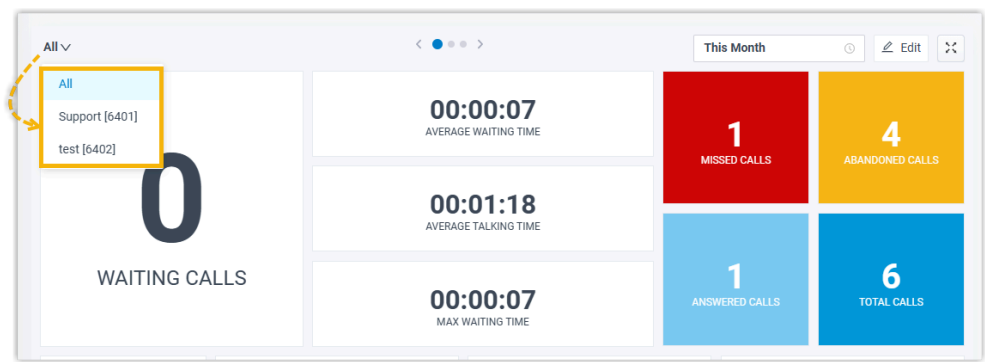 All
This Month
Edit
All
Support [6401]
test [6402]
0
WAITING CALLS
00:00:07
AVERAGE WAITING TIME
00:01:18
AVERAGE TALKING TIME
00:00:07
MAX WAITING TIME
1
MISSED CALLS
4
ABANDONED CALLS
1
ANSWERED CALLS
6
TOTAL CALLS